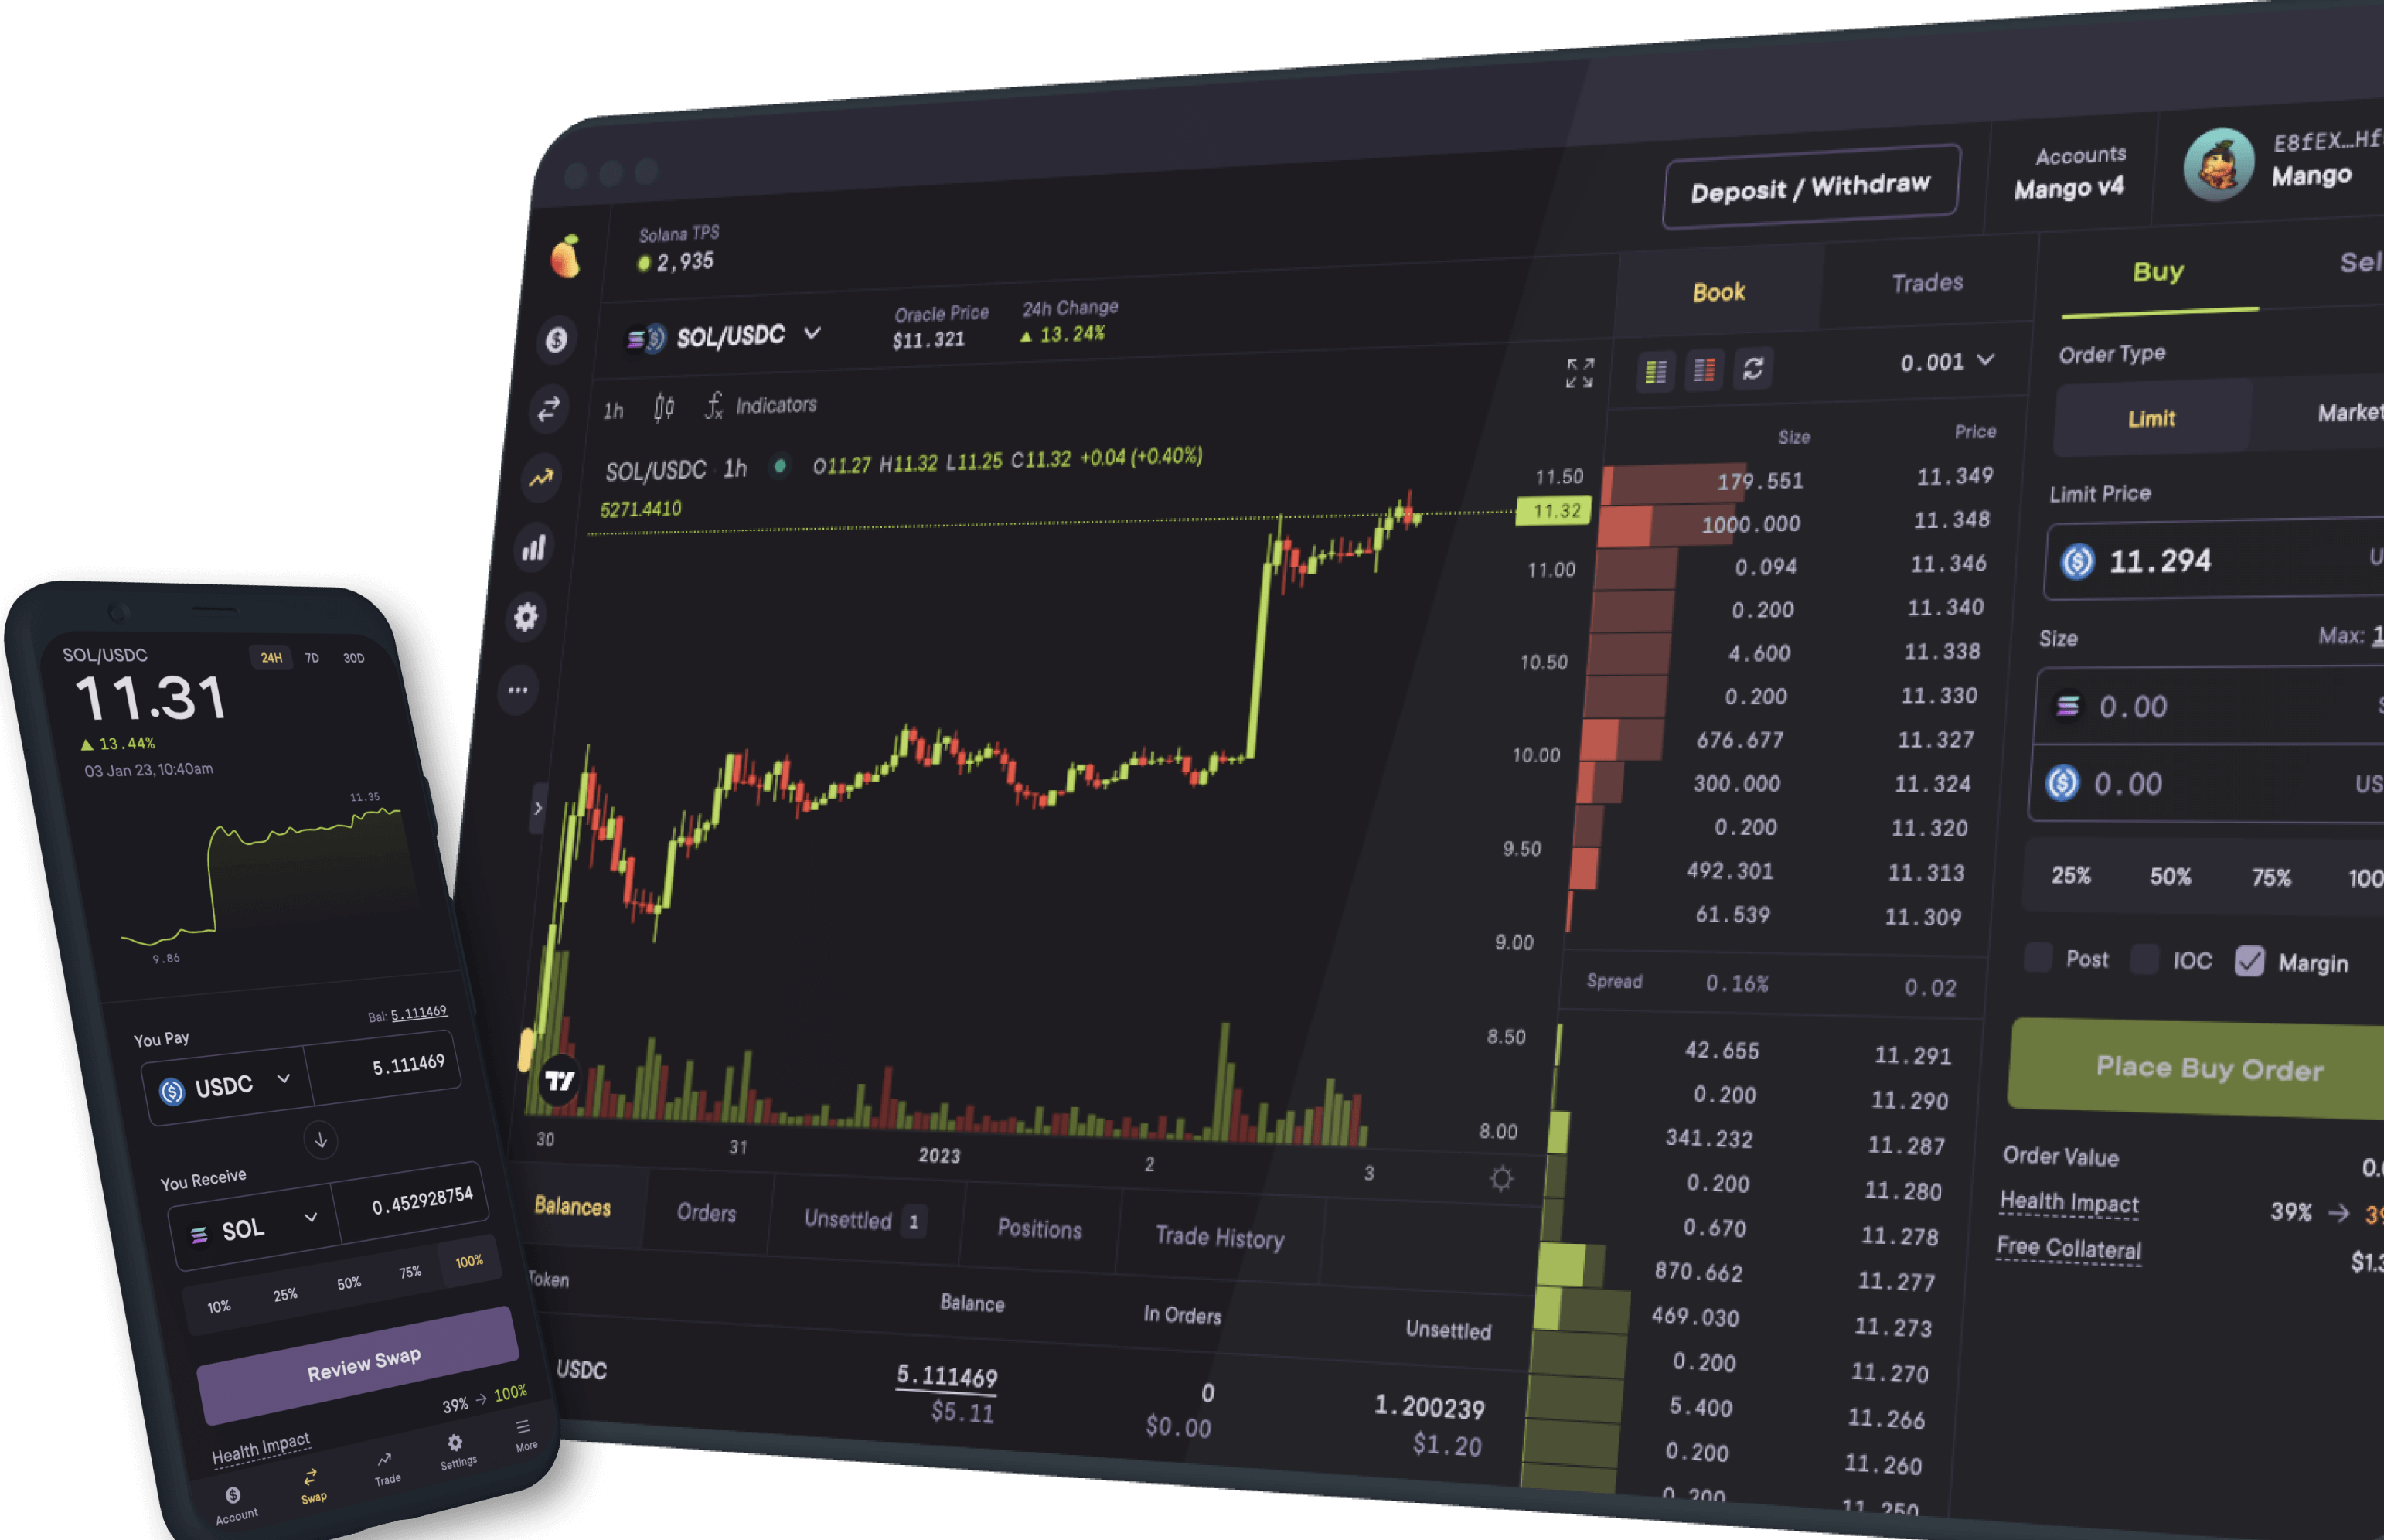 Solana TPS
2,935
Deposit / Withdraw
Accounts
Mango v4
E8fEX...Hf
Mango
SOL/USDC
Oracle Price
$11.321
24h Change
▲ 13.24%
1h
Indicators
SOL/USDC 1h O11.27 H11.32 L11.25 C11.32 +0.04 (+0.40%)
5271.4410
11.50
11.32
11.00
10.50
10.00
9.50
9.00
8.50
8.00
30 31 2023 2 3
Book Trades
0.001
Size Price
179.551 11.349
1000.000 11.348
0.094 11.346
0.200 11.340
4.600 11.338
0.200 11.330
676.677 11.327
300.000 11.324
0.200 11.320
492.301 11.313
61.539 11.309
Spread 0.16% 0.02
42.655 11.291
0.200 11.290
341.232 11.287
0.200 11.280
0.670 11.278
870.662 11.277
469.030 11.273
0.200 11.270
5.400 11.266
0.200 11.260
0.200 11.250
Buy Sel
Order Type
Limit Market
Limit Price
11.294 U
Size Max: 1
0.00 S
0.00 US
25% 50% 75% 100
Post IOC Margin
Place Buy Order
Order Value 0.0
Health Impact 39% → 39
Free Collateral $1.3
Balances Orders Unsettled 1 Positions Trade History
Token Balance In Orders Unsettled
USDC 5.111469 0 1.200239
$5.11 $0.00 $1.20
SOL/USDC
24H 7D 30D
11.31
▲ 13.44%
03 Jan 23, 10:40am
11.35
9.86
You Pay Bal: 5.111469
USDC 5.111469
You Receive
SOL 0.452928754
10% 25% 50% 75% 100%
Review Swap
Health Impact 39% → 100%
Account Swap Trade Settings More